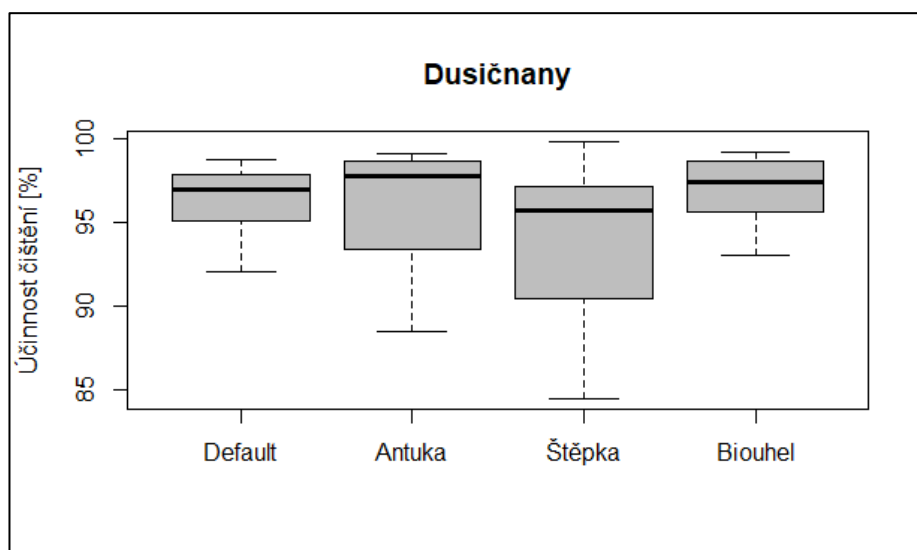 Dusičnany
Účinnost čištění [%]
100
95
90
85
Default Antuka Štěpka Biouhel